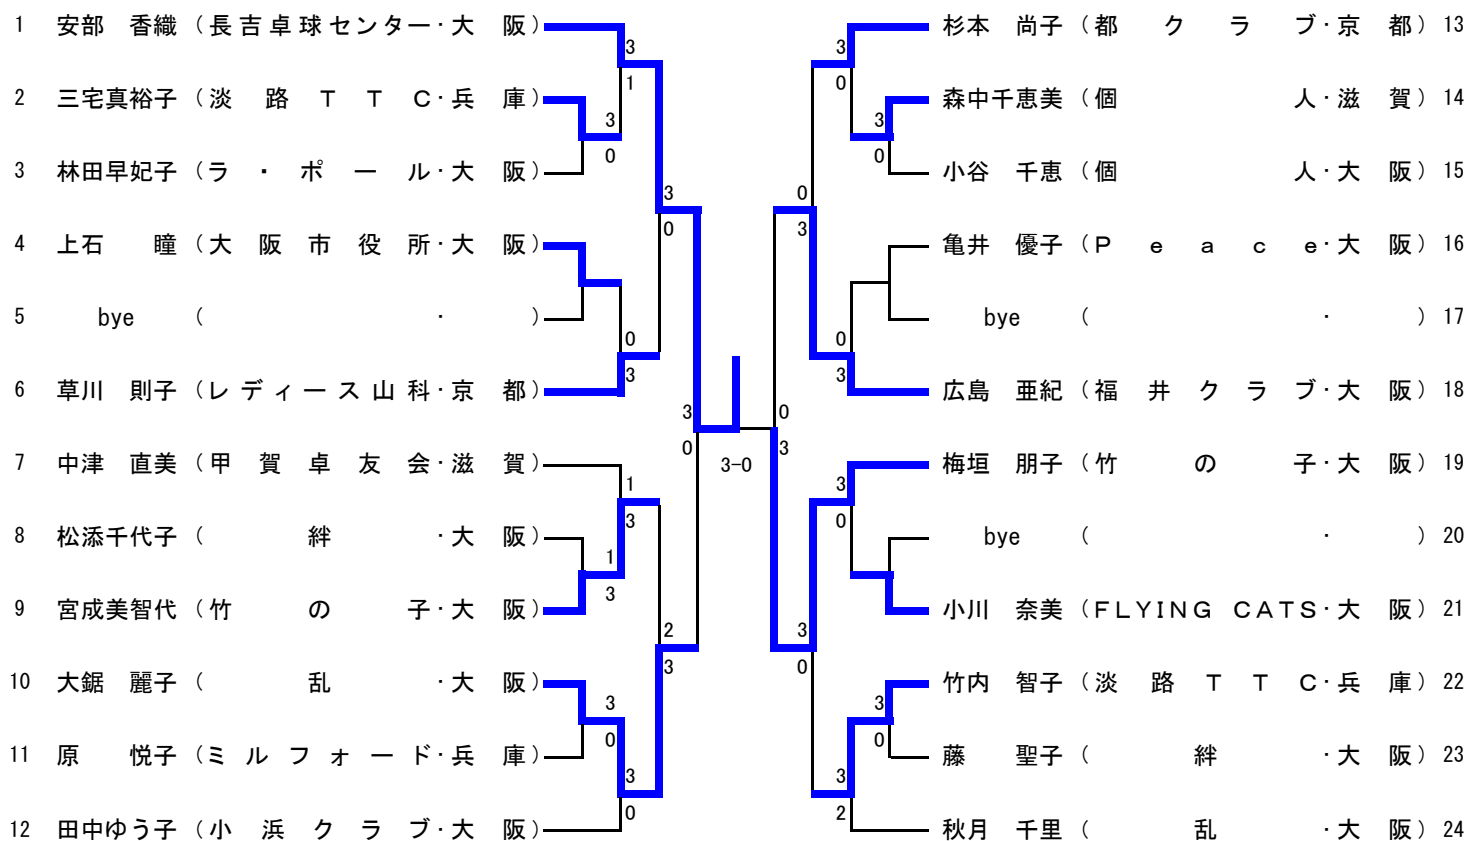 1 安部 香織 (長吉卓球センター・大 阪)
3
1
2 三宅真裕子 (淡 路 T T C・兵 庫)
3
0
3 林田早妃子 (ラ ・ ポ ー ル・大 阪)
3
0
4 上石 瞳 (大 阪 市 役 所・大 阪)
5 bye ( ・ )
0
3
6 草川 則子 (レディース山科・京 都)
3
0
7 中津 直美 (甲 賀 卓 友 会・滋 賀)
1
3
8 松添千代子 ( 絆 ・大 阪)
1
3
9 宮成美智代 (竹 の 子・大 阪)
2
3
10 大鋸 麗子 ( 乱 ・大 阪)
3
0
11 原 悦子 (ミ ル フ ォ ー ド・兵 庫)
3
0
12 田中ゆう子 (小 浜 ク ラ ブ・大 阪)
3-0
杉本 尚子 (都 ク ラ ブ・京 都) 13
3
0
森中千恵美 (個 人・滋 賀) 14
3
0
小谷 千恵 (個 人・大 阪) 15
0
3
亀井 優子 (P e a c e・大 阪) 16
bye ( ・ ) 17
0
3
広島 亜紀 (福 井 ク ラ ブ・大 阪) 18
0
3
梅垣 朋子 (竹 の 子・大 阪) 19
3
0
bye ( ・ ) 20
小川 奈美 (FLYING CATS・大 阪) 21
3
0
竹内 智子 (淡 路 T T C・兵 庫) 22
3
0
藤 聖子 ( 絆 ・大 阪) 23
3
2
秋月 千里 ( 乱 ・大 阪) 24